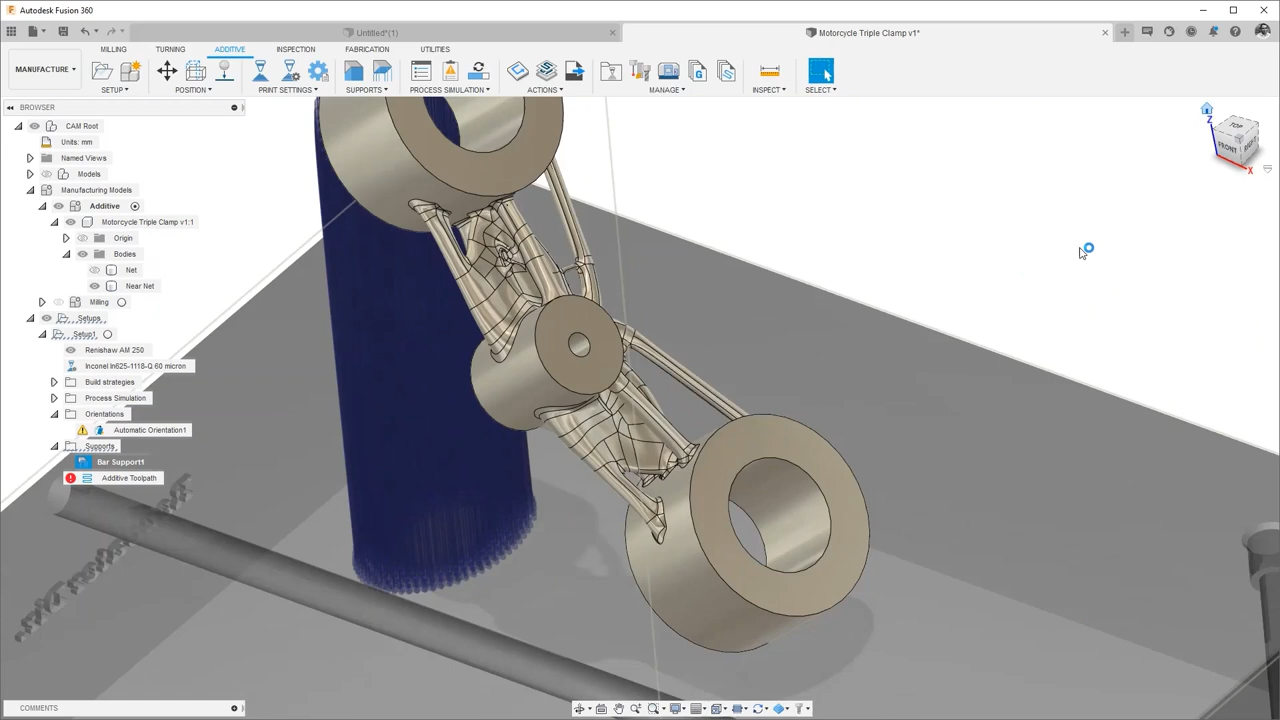 Autodesk Fusion 360
Untitled*(1)
Motorcycle Triple Clamp v1*
MILLING TURNING ADDITIVE INSPECTION FABRICATION UTILITIES
MANUFACTURE
SETUP POSITION PRINT SETTINGS SUPPORTS PROCESS SIMULATION ACTIONS MANAGE INSPECT SELECT
BROWSER
CAM Root
Units: mm
Named Views
Models
Manufacturing Models
Additive
Motorcycle Triple Clamp v1:1
Origin
Bodies
Net
Near Net
Milling
Setups
Setup1
Renishaw AM 250
Inconel In625-1118-Q 60 micron
Build strategies
Process Simulation
Orientations
Automatic Orientation1
Supports
Bar Support1
Additive Toolpath
Z
TOP
FRONT
RIGHT
X
COMMENTS